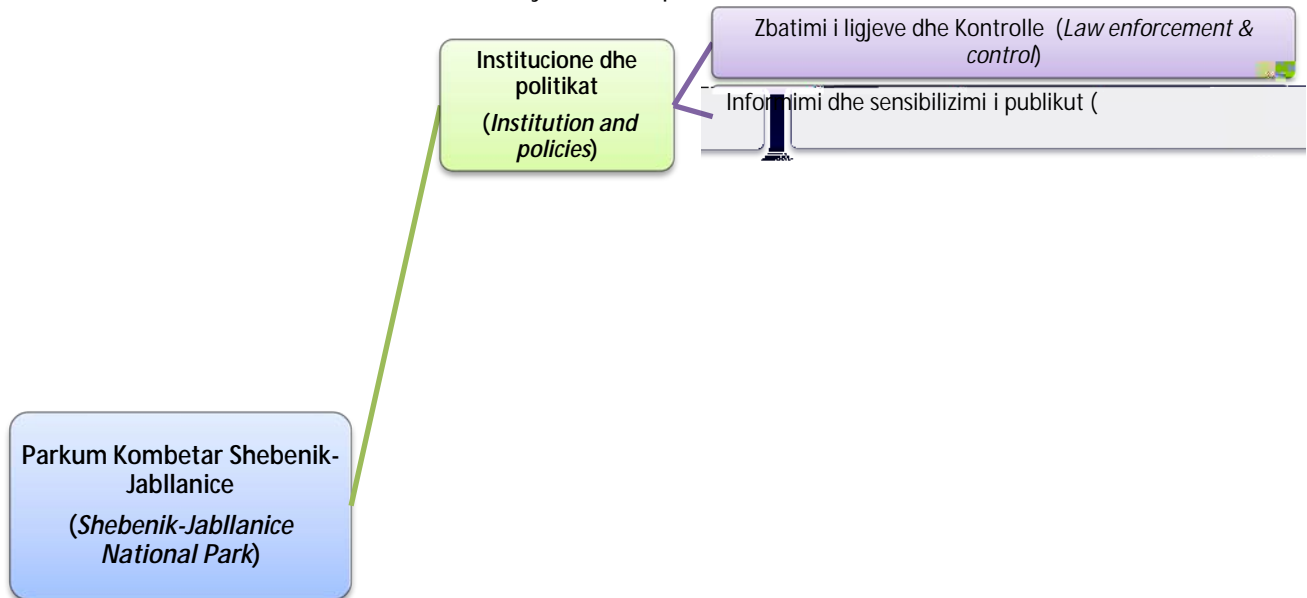 Zbatimi i ligjeve dhe Kontrolle (Law enforcement &
control)
Institucione dhe
politikat
(Institution and
policies)
Informimi dhe sensibilizimi i publikut (
Parkum Kombetar Shebenik-
Jabllanice
(Shebenik-Jabllanice
National Park)